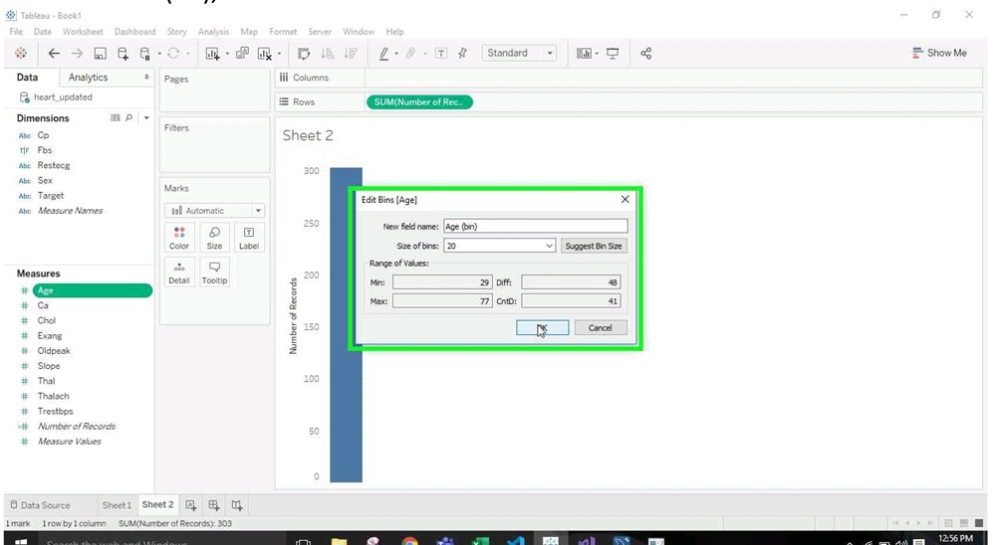 Tableau - Book1
File Data Worksheet Dashboard Story Analysis Map Format Server Window Help
Standard
Show Me
Data Analytics
heart_updated
Dimensions
Abc Cp
T|F Fbs
Abc Restecg
Abc Sex
Abc Target
Abc Measure Names
Measures
# Age
# Ca
# Chol
# Exang
# Oldpeak
# Slope
# Thal
# Thalach
# Trestbps
# Number of Records
# Measure Values
Pages
Filters
Marks
Automatic
Color Size Label
Detail Tooltip
Columns
Rows SUM(Number of Rec..
Sheet 2
Number of Records
300
250
200
150
100
50
0
Edit Bins [Age]
New field name: Age (bin)
Size of bins: 20 Suggest Bin Size
Range of Values:
Min: 29 Diff: 48
Max: 77 CntD: 41
Cancel
Data Source Sheet 1 Sheet 2
1 mark 1 row by 1 column SUM(Number of Records): 303
Search the web and Windows
12:56 PM